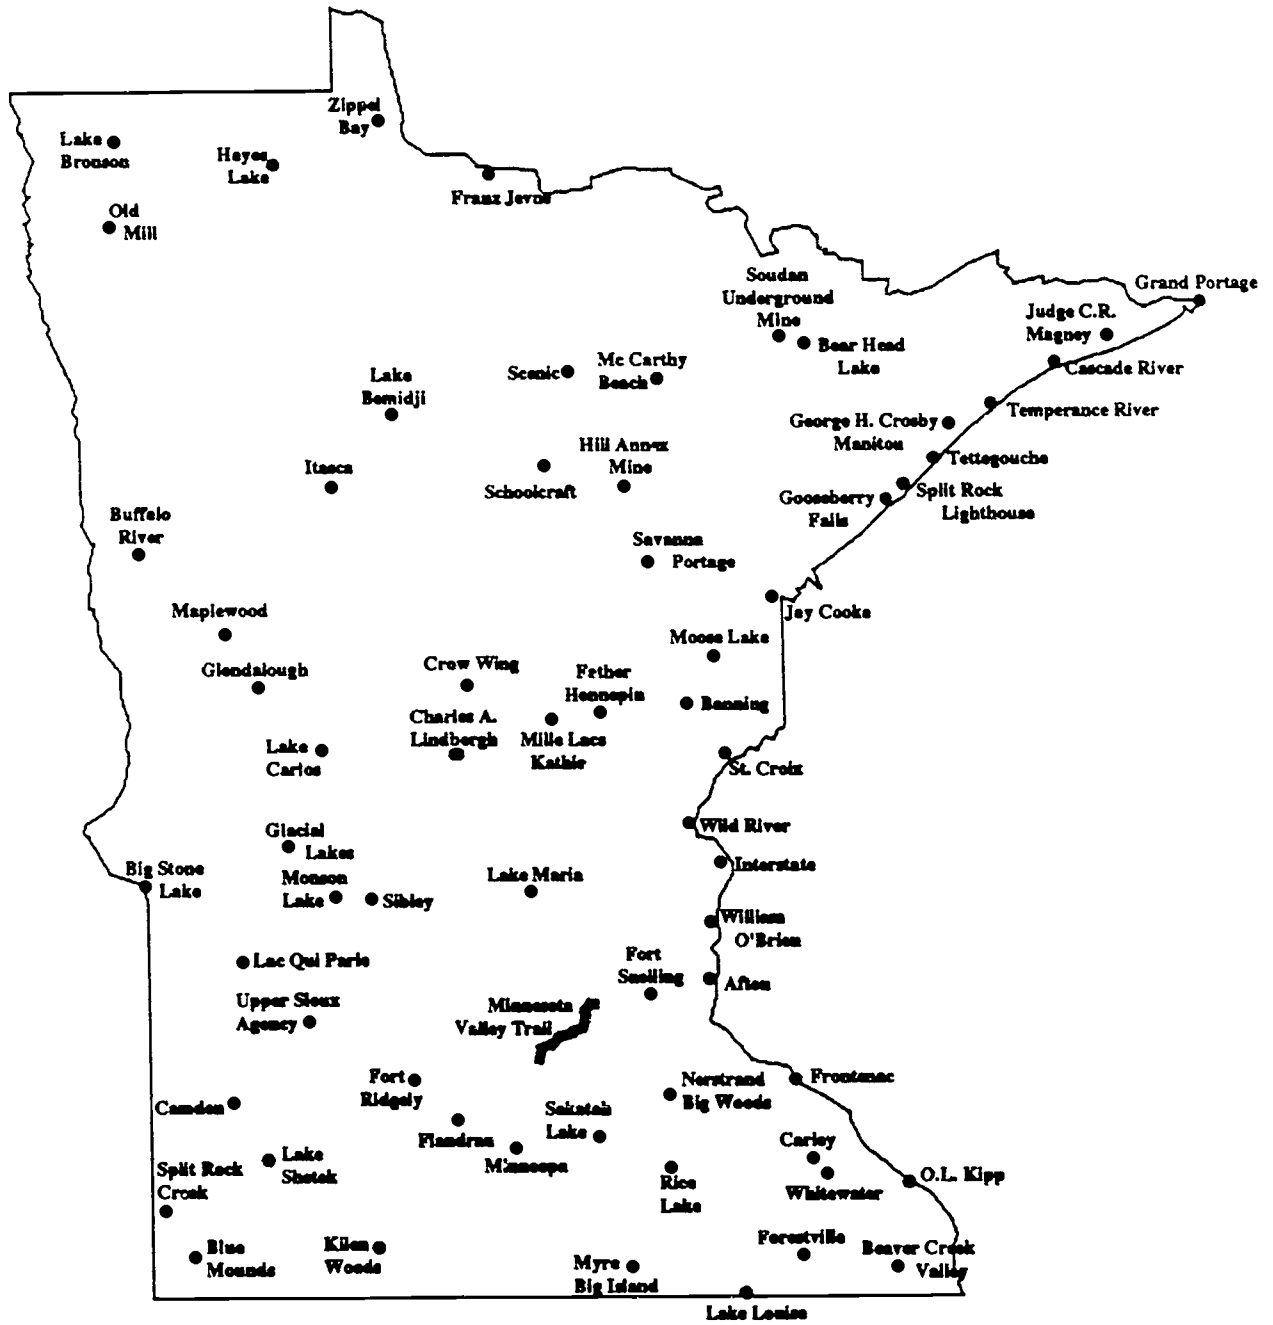 Zippel
Bay
Lake
Bronson
Hayes
Lake
Franz Jevne
Old
Mill
Soudan
Underground
Mine
Bear Head
Lake
Grand Portage
Judge C.R.
Magney
Cascade River
Scenic
Mc Carthy
Beach
Lake
Bemidji
Temperance River
George H. Crosby
Manitou
Tettegouche
Hill Annex
Mine
Itasca
Schoolcraft
Split Rock
Lighthouse
Gooseberry
Falls
Buffalo
River
Savanna
Portage
Jay Cooke
Maplewood
Moose Lake
Glendalough
Crow Wing
Father
Hennepin
Banning
Charles A.
Lindbergh
Mille Lacs
Kathio
Lake
Carlos
St. Croix
Wild River
Glacial
Lakes
Interstate
Big Stone
Lake
Monson
Lake
Sibley
Lake Maria
William
O'Brien
Lac Qui Parle
Fort
Snelling
Afton
Upper Sioux
Agency
Minnesota
Valley Trail
Fort
Ridgely
Nerstrand
Big Woods
Frontenac
Camden
Flandrau
Sakatah
Lake
Minneopa
Carley
Whitewater
Lake
Shetek
Split Rock
Creek
Rice
Lake
O.L. Kipp
Blue
Mounds
Kilen
Woods
Forestville
Beaver Creek
Valley
Myre
Big Island
Lake Louise